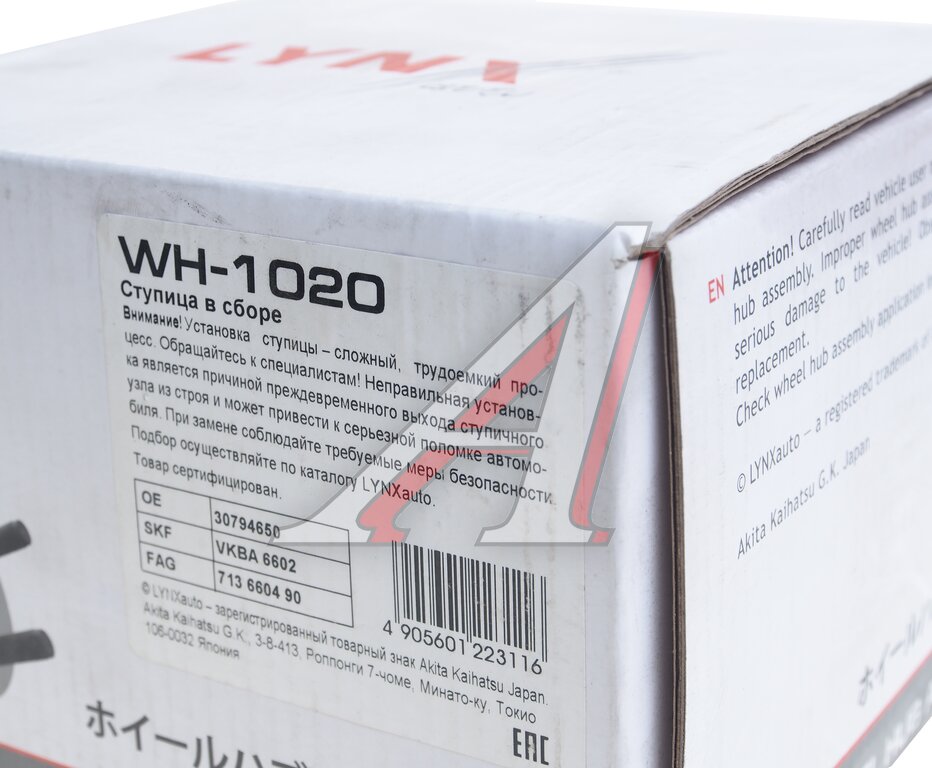 LYNX
WH-1020
Ступица в сборе
Внимание! Установка ступицы – сложный, трудоемкий про-
цесс. Обращайтесь к специалистам! Неправильная установ-
ка является причиной преждевременного выхода ступичного
узла из строя и может привести к серьезной поломке автомо-
биля. При замене соблюдайте требуемые меры безопасности.
Подбор осуществляйте по каталогу LYNXauto.
Товар сертифицирован.
OE 30794650
SKF VKBA 6602
FAG 713 6604 90
© LYNXauto – зарегистрированный товарный знак Akita Kaihatsu Japan.
Akita Kaihatsu G.K., 3-8-413, Роппонги 7-чоме, Минато-ку, Токио
106-0032 Япония
4 905601 223116
EAC
ホイールハブ
EN Attention! Carefully read vehicle user
hub assembly. Improper wheel hub
serious damage to the vehicle!
replacement.
Check wheel hub assembly application
© LYNXauto – a registered trademark
Akita Kaihatsu G.K. Japan
ホイール